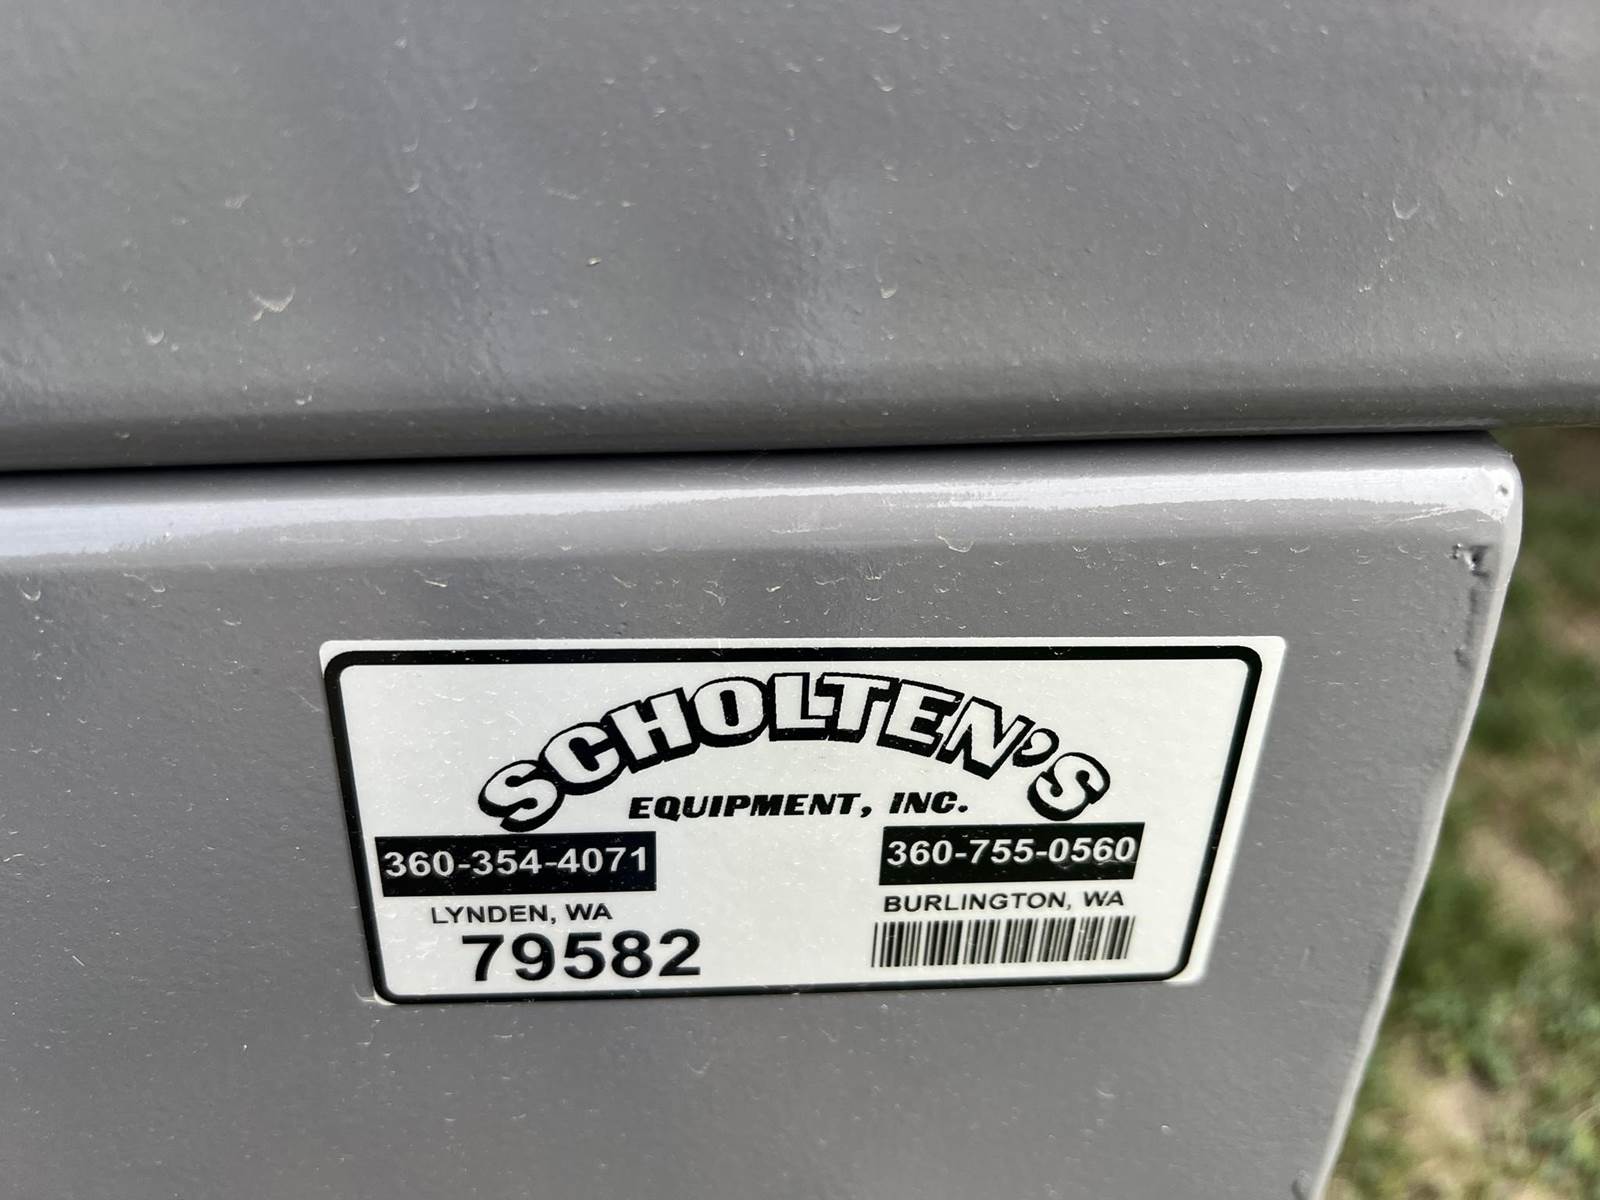 SCHOLTEN'S
EQUIPMENT, INC.
360-354-4071
LYNDEN, WA
79582
360-755-0560
BURLINGTON, WA